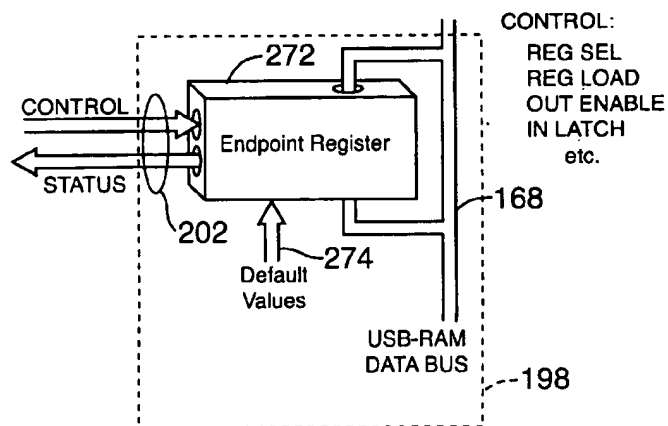 CONTROL:
REG SEL
REG LOAD
OUT ENABLE
IN LATCH
etc.
272
CONTROL
Endpoint Register
STATUS
202
168
274
Default
Values
USB-RAM
DATA BUS
198